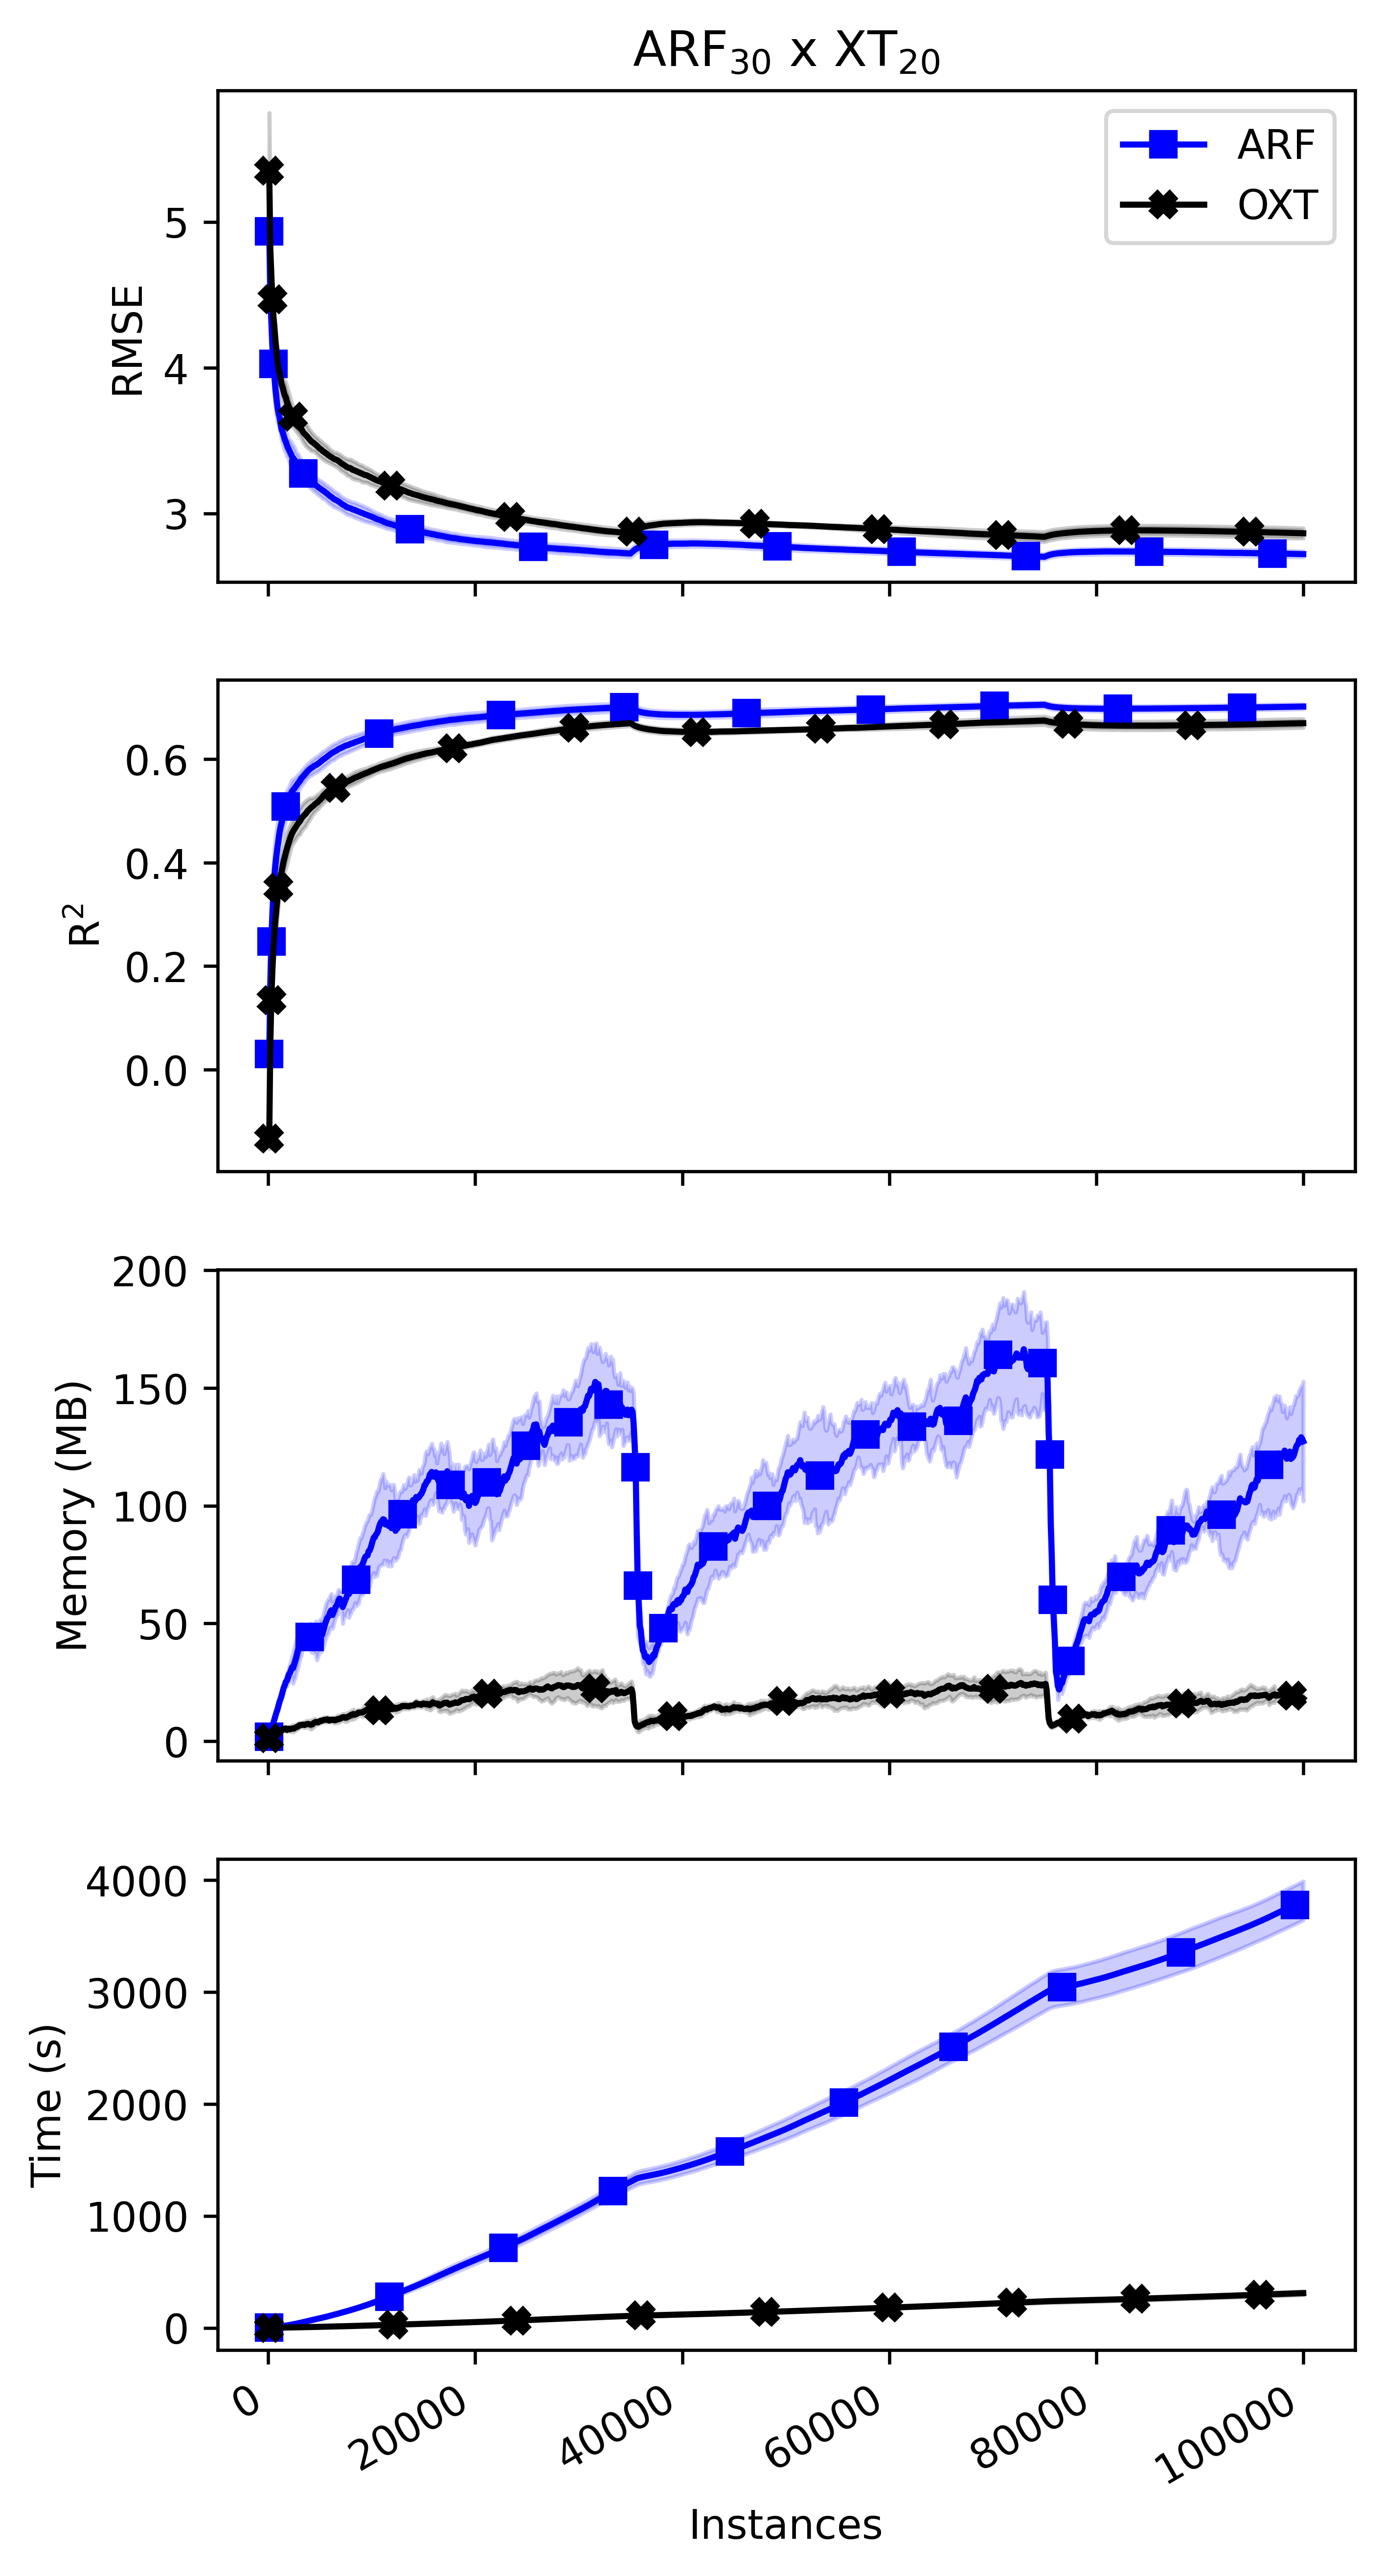 ARF₃₀ x XT₂₀
ARF
OXT
RMSE
5
4
3
R²
0.6
0.4
0.2
0.0
Memory (MB)
200
150
100
50
0
Time (s)
4000
3000
2000
1000
0
0 20000 40000 60000 80000 100000
Instances